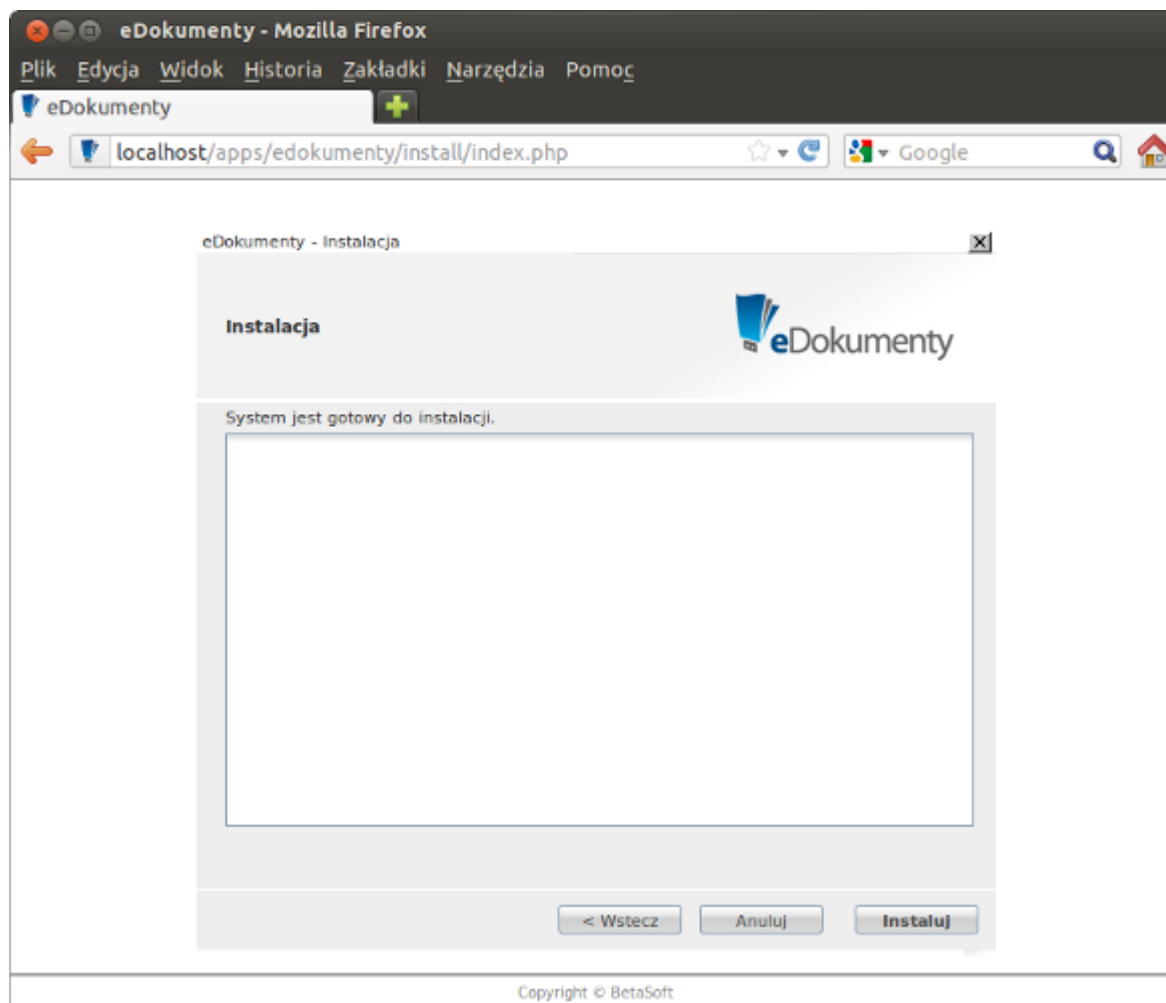 eDokumenty - Mozilla Firefox
Plik Edycja Widok Historia Zakładki Narzędzia Pomoc
eDokumenty
localhost/apps/edokumenty/install/index.php Google
eDokumenty - Instalacja
Instalacja
eDokumenty
System jest gotowy do instalacji.
< Wstecz Anuluj Instaluj
Copyright © BetaSoft